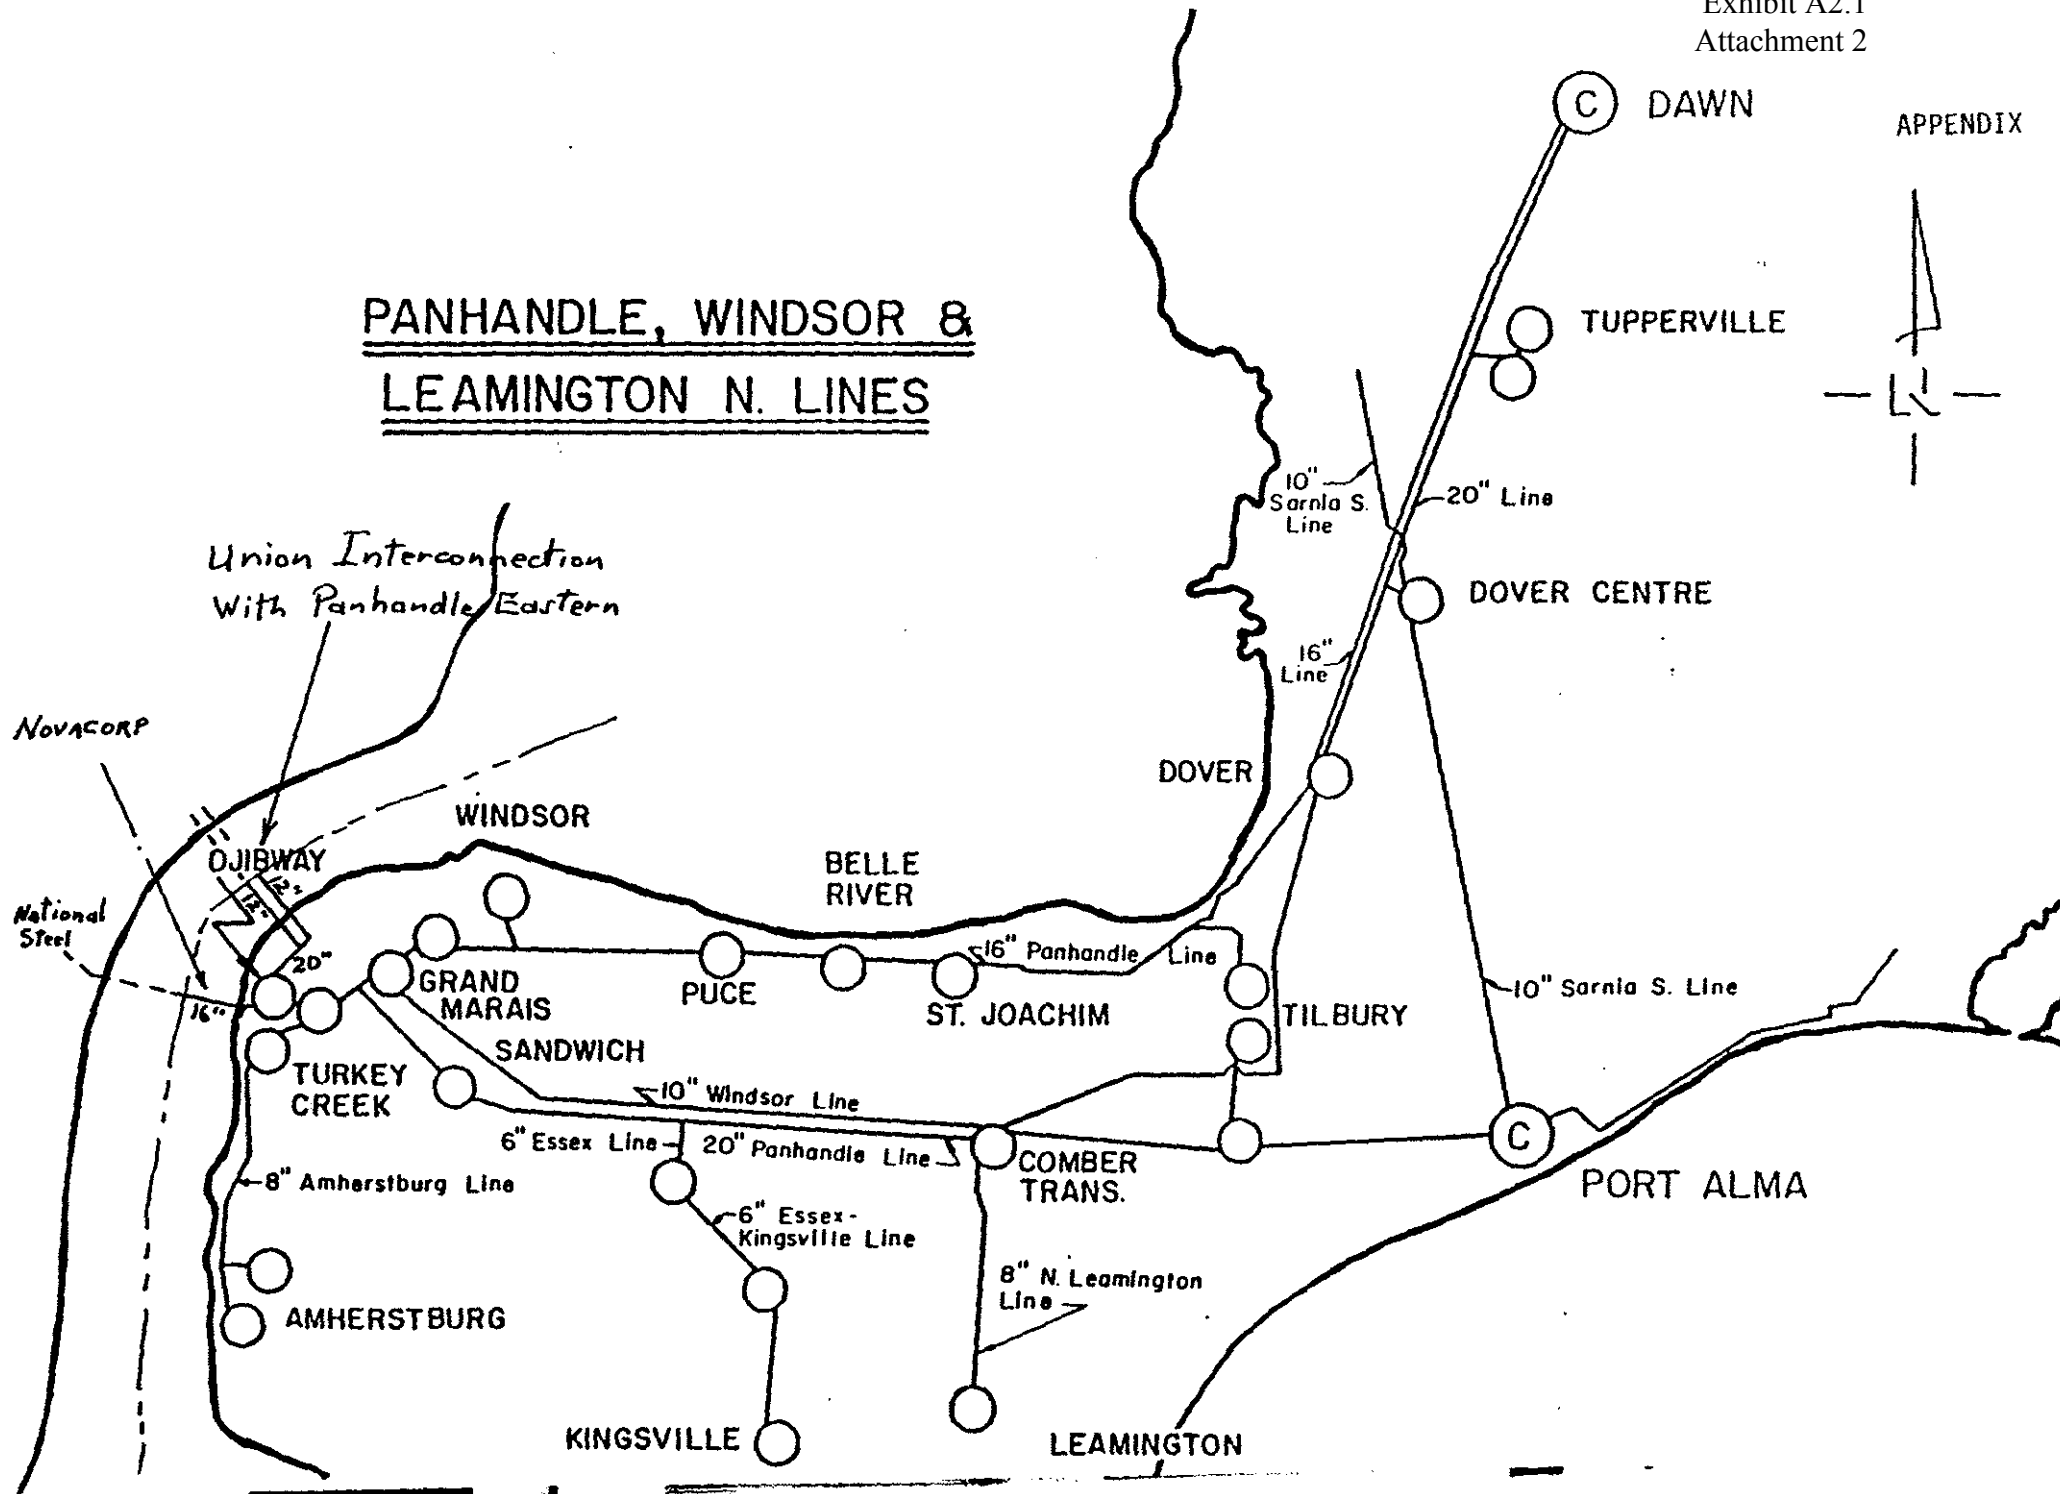 Exhibit A2.1
Attachment 2
C DAWN
APPENDIX
TUPPERVILLE
PANHANDLE, WINDSOR &
LEAMINGTON N. LINES
10"
Sarnia S.
Line
20" Line
Union Interconnection
With Panhandle Eastern
DOVER CENTRE
16"
Line
NOVACORP
DOVER
WINDSOR
OJIBWAY
BELLE
RIVER
12"
12"
National
Steel
20"
16"
16" Panhandle Line
GRAND
MARAIS
PUCE
ST. JOACHIM
TILBURY
10" Sarnia S. Line
SANDWICH
TURKEY
CREEK
10" Windsor Line
6" Essex Line
20" Panhandle Line
COMBER
TRANS.
C
PORT ALMA
8" Amherstburg Line
6" Essex-
Kingsville Line
8" N. Leamington
Line
AMHERSTBURG
KINGSVILLE
LEAMINGTON